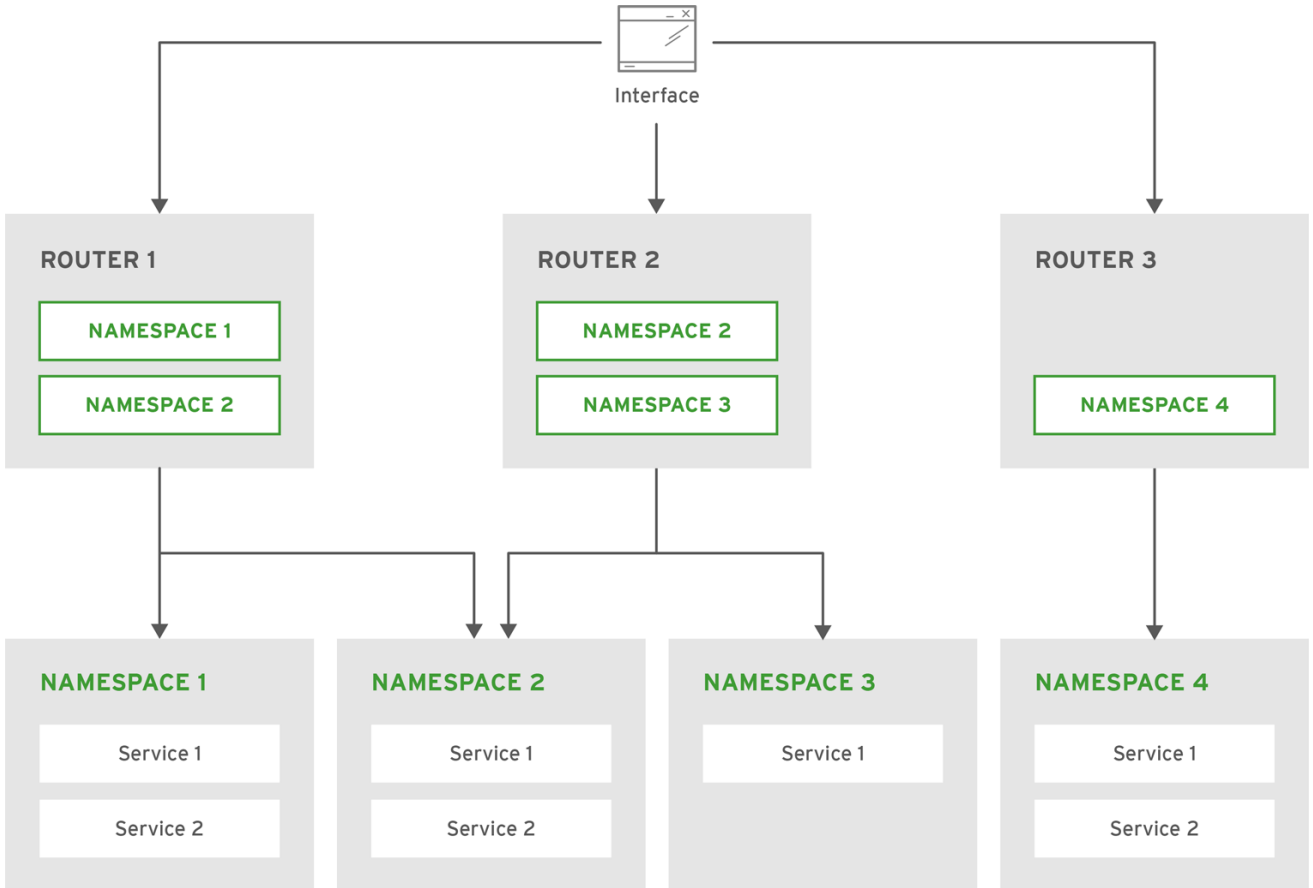 Interface
ROUTER 1
ROUTER 2
ROUTER 3
NAMESPACE 1
NAMESPACE 2
NAMESPACE 2
NAMESPACE 3
NAMESPACE 4
NAMESPACE 1
NAMESPACE 2
NAMESPACE 3
NAMESPACE 4
Service 1
Service 1
Service 1
Service 1
Service 2
Service 2
Service 2